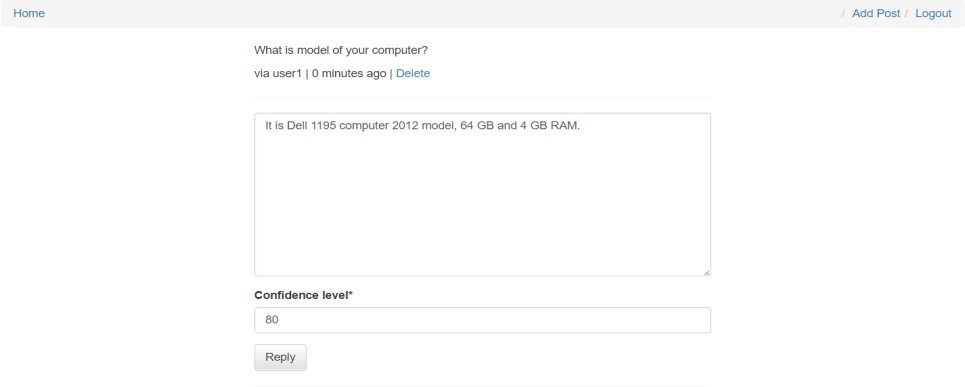 Home / Add Post / Logout
What is model of your computer?
via user1 | 0 minutes ago | Delete
It is Dell 1195 computer 2012 model, 64 GB and 4 GB RAM.
Confidence level*
80
Reply